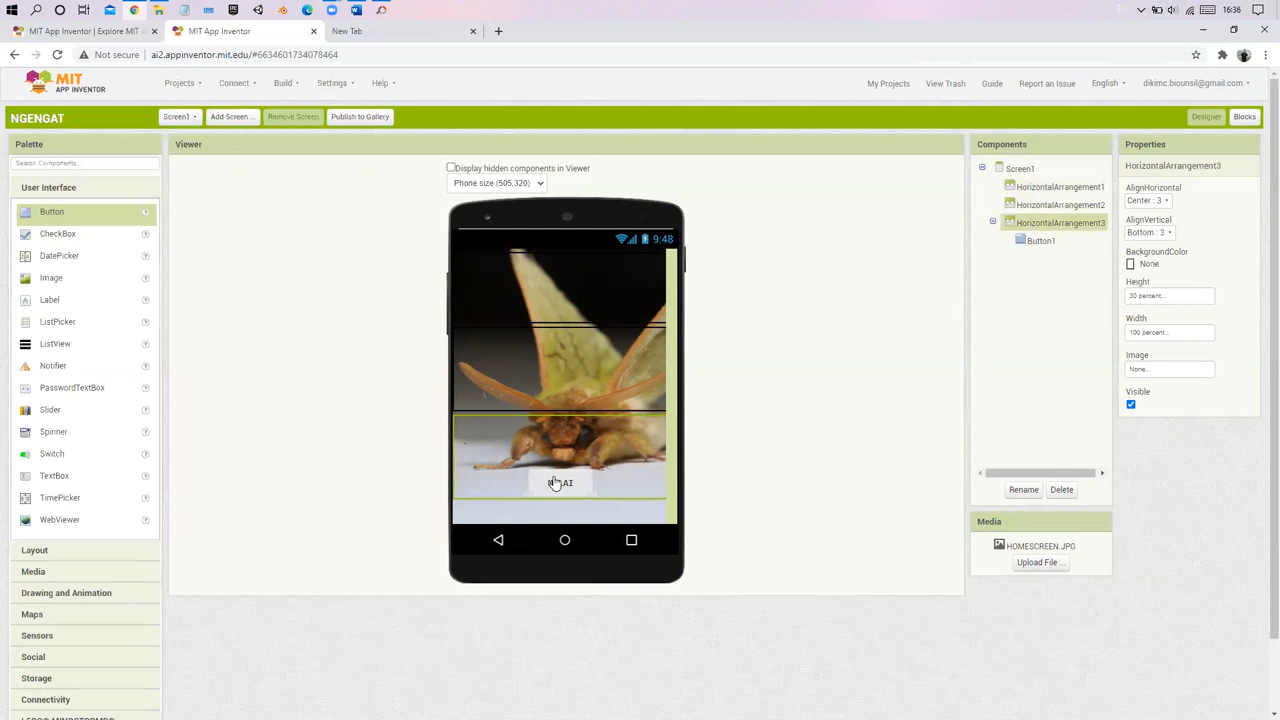 16:36
MIT App Inventor | Explore MIT
MIT App Inventor
New Tab
Not secure
ai2.appinventor.mit.edu/#6634601734078464
MIT
APP INVENTOR
Projects
Connect
Build
Settings
Help
My Projects
View Trash
Guide
Report an Issue
English
dikimc.biounsil@gmail.com
NGENGAT
Screen1
Add Screen ...
Remove Screen
Publish to Gallery
Designer
Blocks
Palette
Viewer
Components
Properties
Search Components...
User Interface
Button
CheckBox
DatePicker
Image
Label
ListPicker
ListView
Notifier
PasswordTextBox
Slider
Spinner
Switch
TextBox
TimePicker
WebViewer
Layout
Media
Drawing and Animation
Maps
Sensors
Social
Storage
Connectivity
Display hidden components in Viewer
Phone size (505,320)
9:48
Screen1
HorizontalArrangement1
HorizontalArrangement2
HorizontalArrangement3
Button1
Rename
Delete
Media
HOMESCREEN.JPG
Upload File ...
HorizontalArrangement3
AlignHorizontal
Center : 3
AlignVertical
Bottom : 3
BackgroundColor
None
Height
30 percent...
Width
100 percent...
Image
None...
Visible